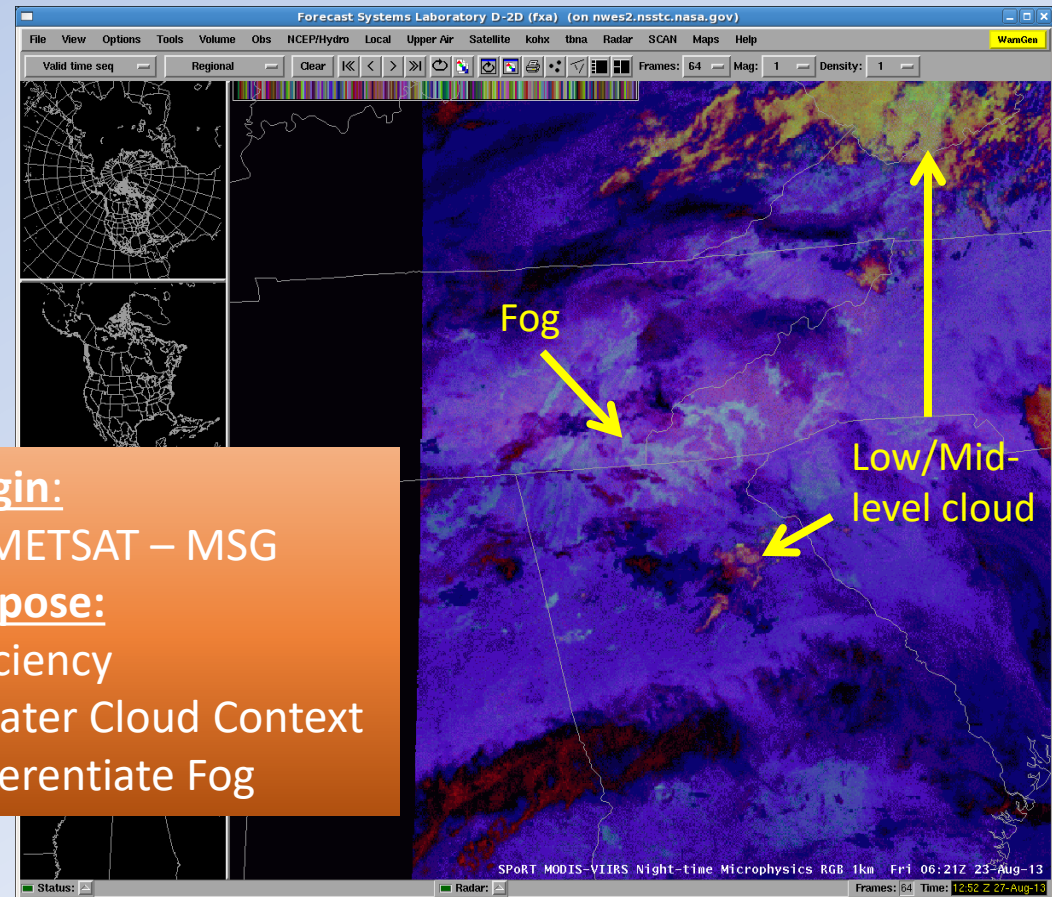 Forecast Systems Laboratory D-2D (fxa) (on nwes2.nsstc.nasa.gov)
File View Options Tools Volume Obs NCEP/Hydro Local Upper Air Satellite kohx tbna Radar SCAN Maps Help WarnGen
Valid time seq Regional Clear Frames: 64 Mag: 1 Density: 1
Fog
Low/Mid-
level cloud
gin:
METSAT – MSG
pose:
ciency
ater Cloud Context
erentiate Fog
SPoRT MODIS-VIIRS Night-time Microphysics RGB 1km Fri 06:21Z 23-Aug-13
Status: Radar: Frames: 64 Time: 12:52 Z 27-Aug-13